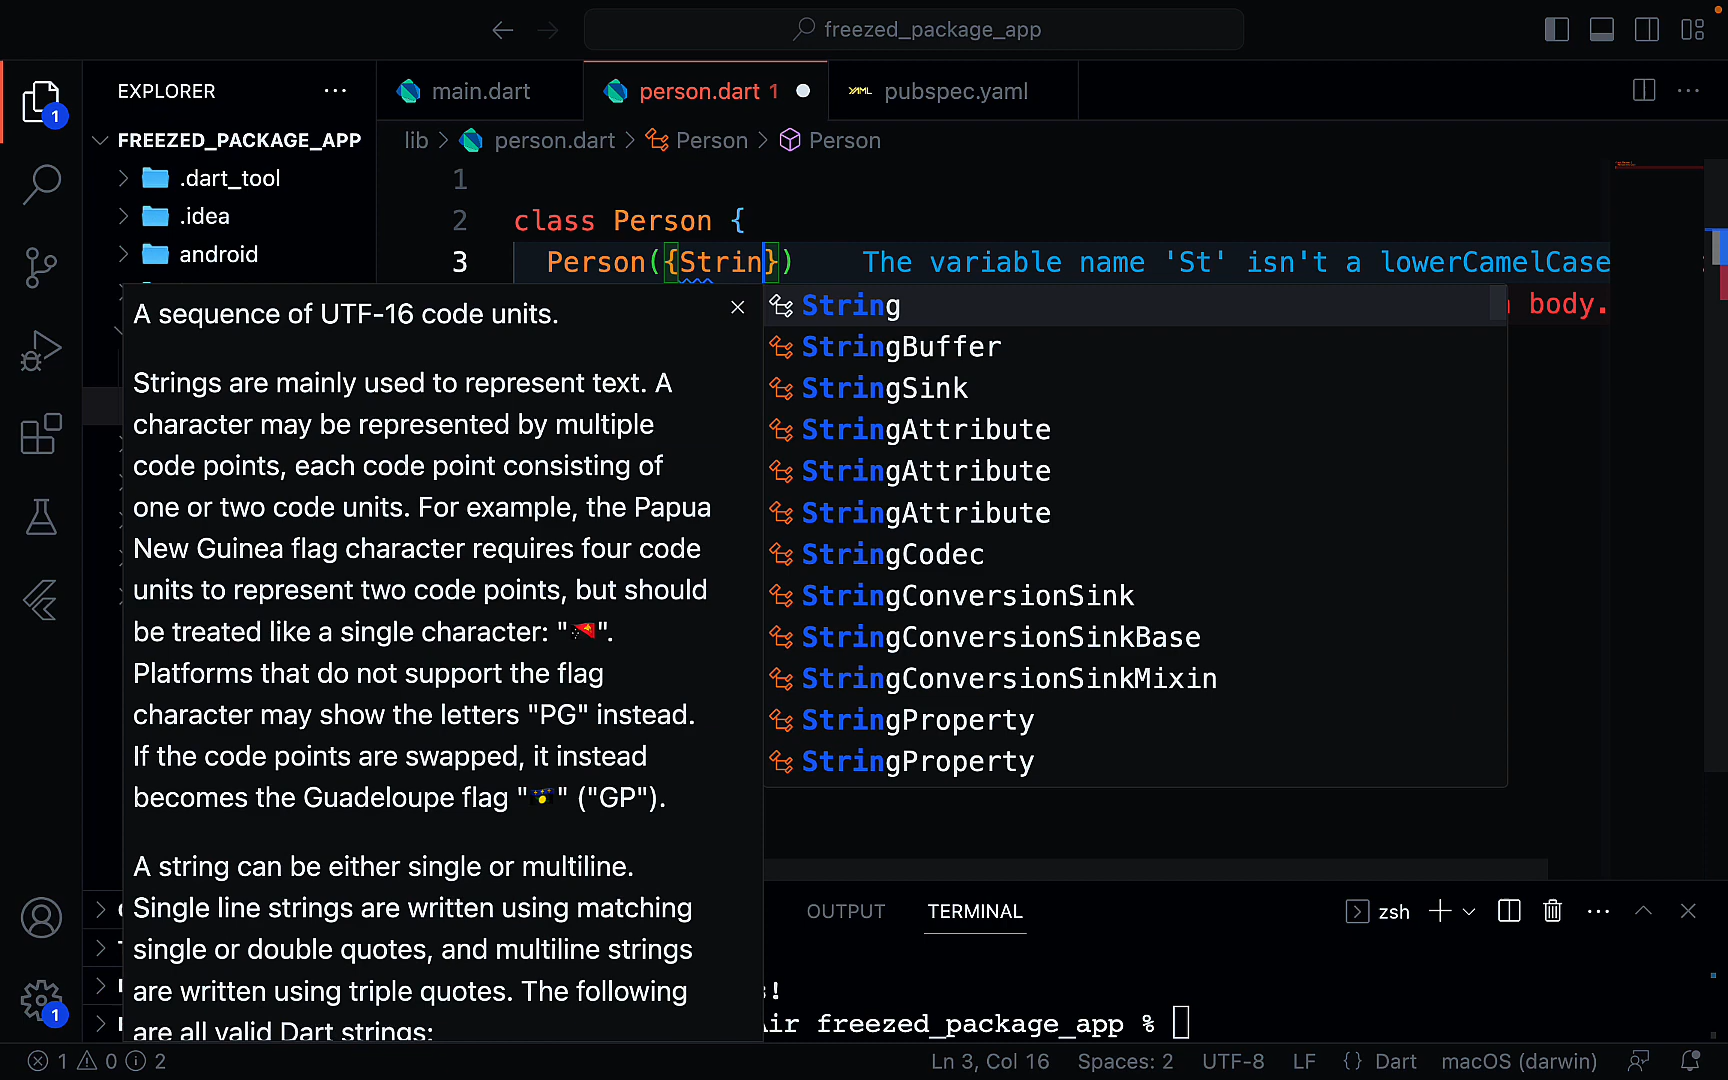 freezed_package_app
EXPLORER
main.dart
person.dart 1
pubspec.yaml
FREEZED_PACKAGE_APP
lib > person.dart > Person > Person
.dart_tool
.idea
android
1
2 class Person {
3 Person({Strin}) The variable name 'St' isn't a lowerCamelCase
body.
A sequence of UTF-16 code units.
Strings are mainly used to represent text. A
character may be represented by multiple
code points, each code point consisting of
one or two code units. For example, the Papua
New Guinea flag character requires four code
units to represent two code points, but should
be treated like a single character: "🇵🇬".
Platforms that do not support the flag
character may show the letters "PG" instead.
If the code points are swapped, it instead
becomes the Guadeloupe flag "🇬🇵" ("GP").
A string can be either single or multiline.
Single line strings are written using matching
single or double quotes, and multiline strings
are written using triple quotes. The following
are all valid Dart strings:
String
StringBuffer
StringSink
StringAttribute
StringAttribute
StringAttribute
StringCodec
StringConversionSink
StringConversionSinkBase
StringConversionSinkMixin
StringProperty
StringProperty
OUTPUT
TERMINAL
zsh
!
Air freezed_package_app %
1
1
1 0 2
Ln 3, Col 16
Spaces: 2
UTF-8
LF
{} Dart
macOS (darwin)